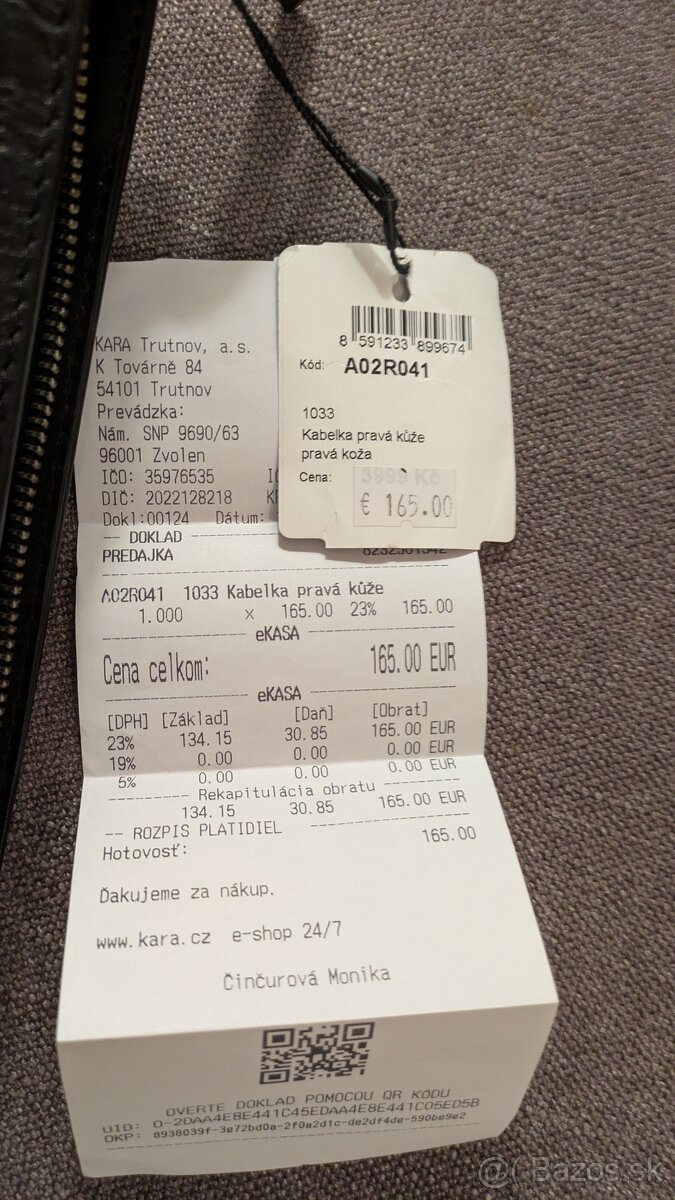 8 591233 899674
Kód: A02R041
1033
Kabelka pravá kůže
pravá koža
Cena: 3999 Kč
€ 165.00
KARA Trutnov, a.s.
K Továrně 84
54101 Trutnov
Prevádzka:
Nám. SNP 9690/63
96001 Zvolen
IČO: 35976535
DIČ: 2022128218
Dokl:00124 Dátum:
-- DOKLAD
PREDAJKA
A02R041 1033 Kabelka pravá kůže
1.000 x 165.00 23% 165.00
eKASA
Cena celkom: 165.00 EUR
eKASA
[DPH] [Základ] [Daň] [Obrat]
23% 134.15 30.85 165.00 EUR
19% 0.00 0.00 0.00 EUR
5% 0.00 0.00 0.00 EUR
Rekapitulácia obratu
134.15 30.85 165.00 EUR
-- ROZPIS PLATIDIEL
Hotovosť: 165.00
Ďakujeme za nákup.
www.kara.cz e-shop 24/7
Činčurová Monika
OVERTE DOKLAD POMOCOU QR KÓDU
UID: O-2DAA4E8E441C45EDAA4E8E441C05ED5B
OKP: 8938039f-3e72bd0a-2f0a2d1c-de2df4de-590be9e2
@( Bazos.sk